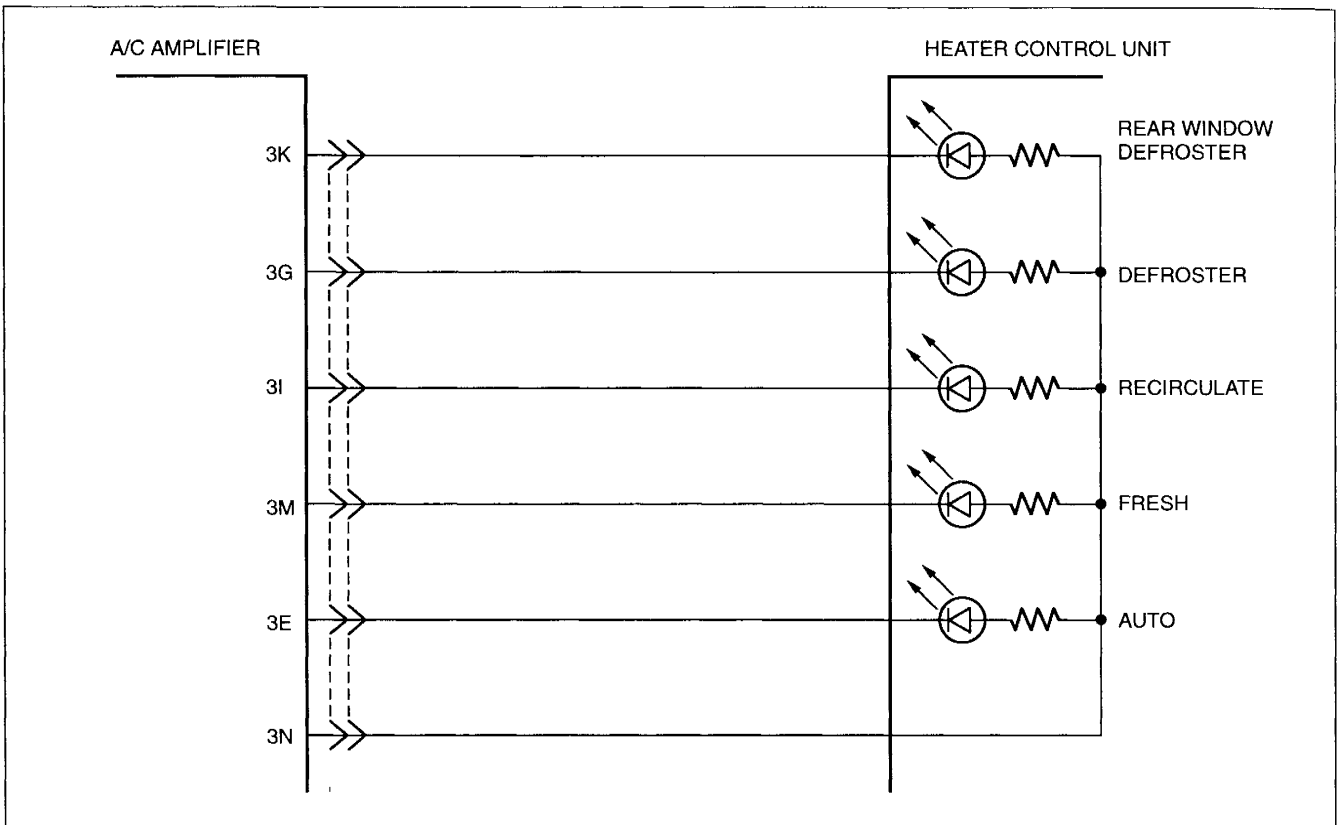 A/C AMPLIFIER
HEATER CONTROL UNIT
3K
REAR WINDOW
DEFROSTER
3G
DEFROSTER
3I
RECIRCULATE
3M
FRESH
3E
AUTO
3N